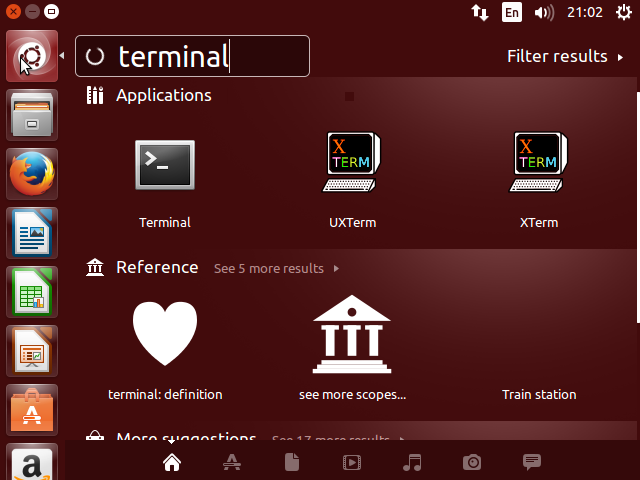 En 21:02
terminal
Filter results
Applications
X
TERM
X
TERM
Terminal
UXTerm
XTerm
Reference See 5 more results
terminal: definition
see more scopes...
Train station
More suggestions See 17 more results
a